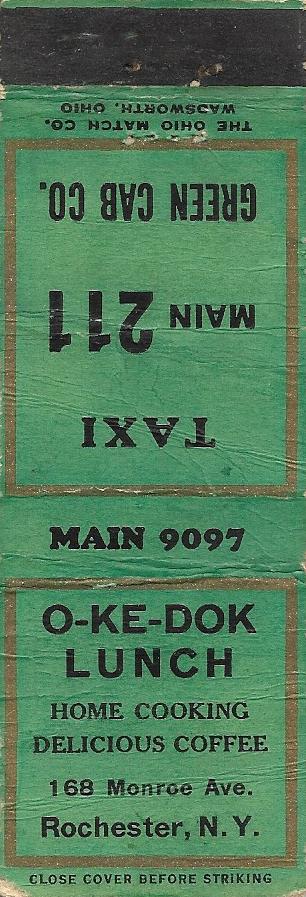 THE OHIO MATCH CO.
WADSWORTH, OHIO
TAXI
MAIN 211
GREEN CAB CO.
MAIN 9097
O-KE-DOK
LUNCH
HOME COOKING
DELICIOUS COFFEE
168 Monroe Ave.
Rochester, N. Y.
CLOSE COVER BEFORE STRIKING